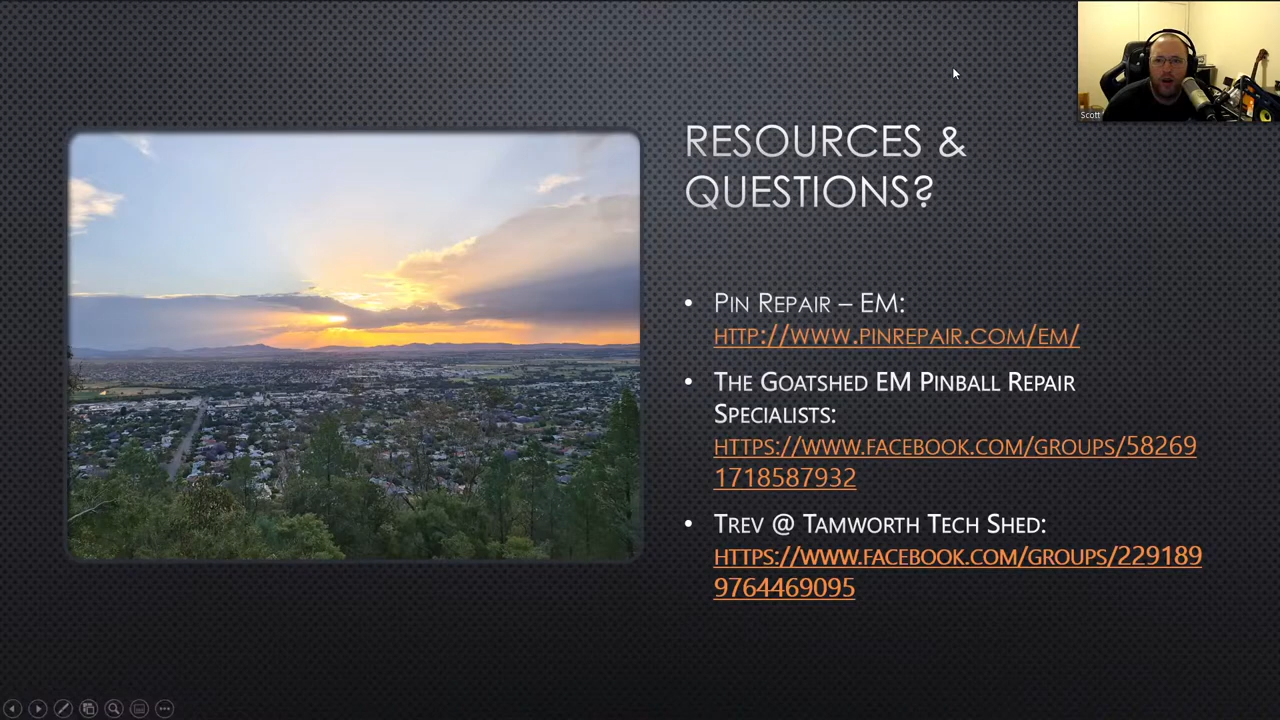 Scott
RESOURCES &
QUESTIONS?
• PIN REPAIR – EM:
HTTP://WWW.PINREPAIR.COM/EM/
• THE GOATSHED EM PINBALL REPAIR
SPECIALISTS:
HTTPS://WWW.FACEBOOK.COM/GROUPS/58269
1718587932
• TREV @ TAMWORTH TECH SHED:
HTTPS://WWW.FACEBOOK.COM/GROUPS/229189
9764469095